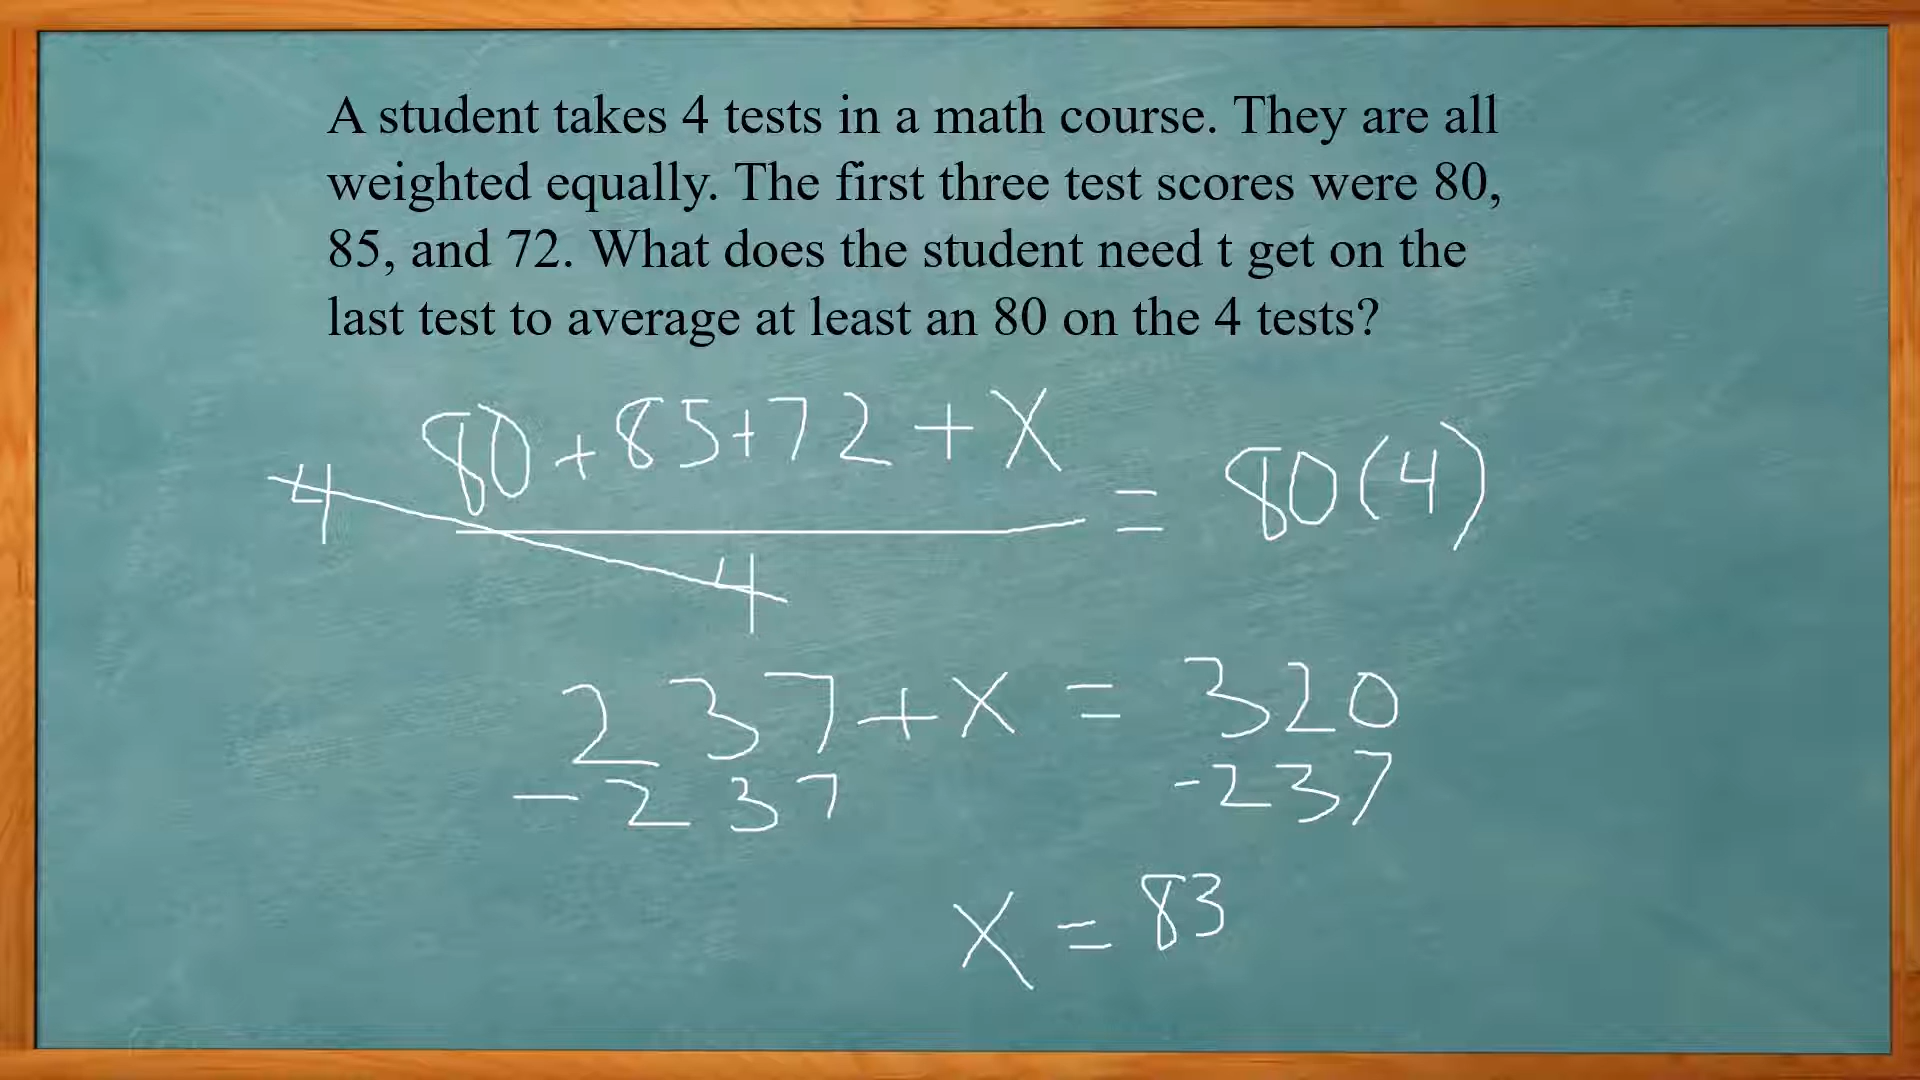 A student takes 4 tests in a math course. They are all
weighted equally. The first three test scores were 80,
85, and 72. What does the student need t get on the
last test to average at least an 80 on the 4 tests?
80+85+72+X
4 = 80(4)
4
237+X = 320
-237 -237
X = 83